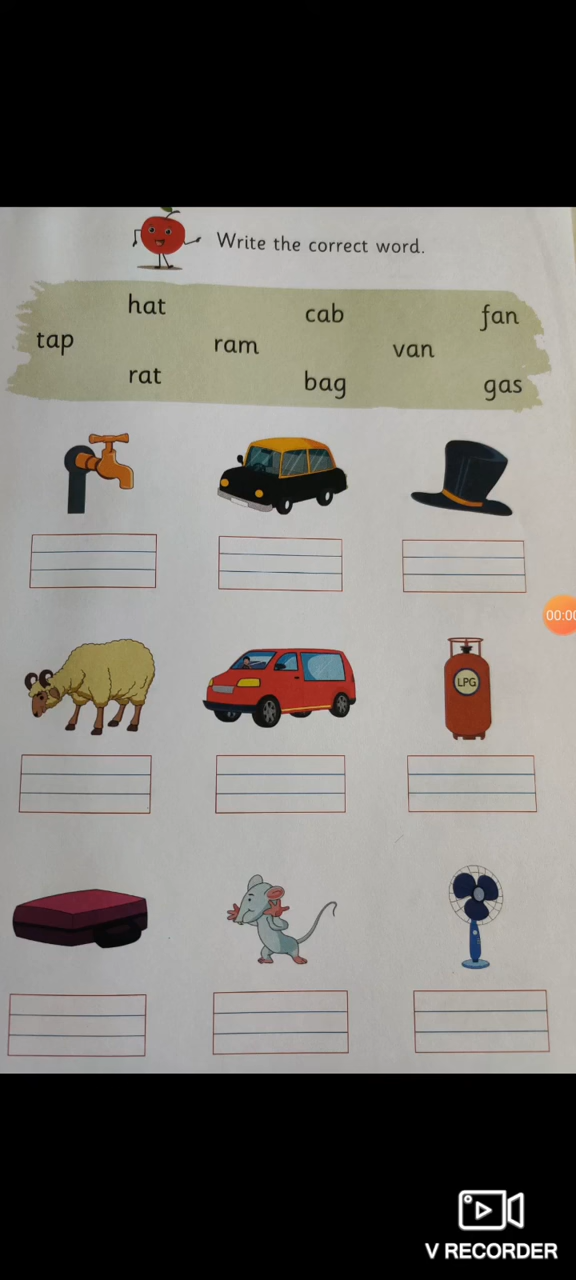 Write the correct word.
hat cab fan
tap ram van
rat bag gas
LPG
00:00
V RECORDER